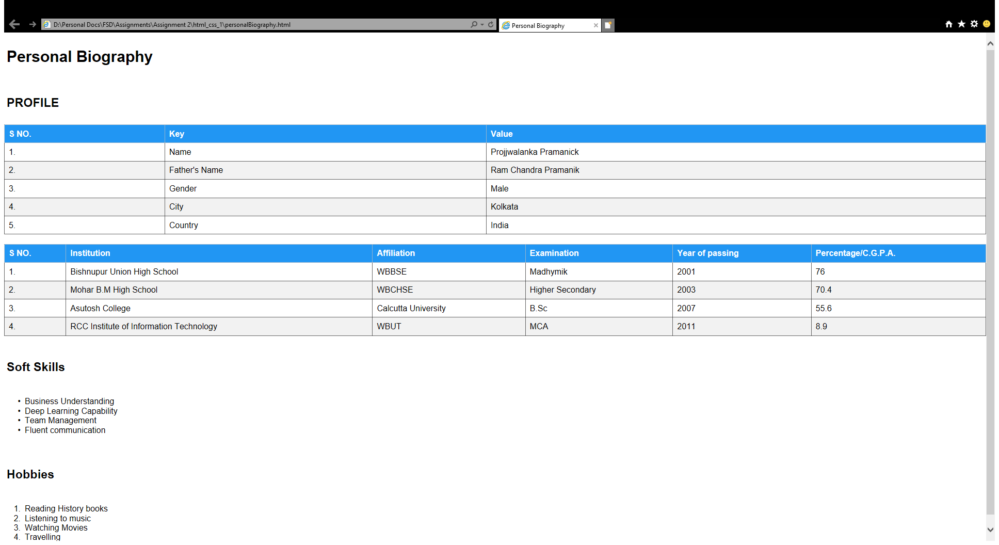 D:\Personal Docs\FSD\Assignments\Assignment 2\html_css_1\personalBiography.html
Personal Biography
Personal Biography
PROFILE
S NO. Key Value
1. Name Projjwalanka Pramanick
2. Father's Name Ram Chandra Pramanik
3. Gender Male
4. City Kolkata
5. Country India
S NO. Institution Affiliation Examination Year of passing Percentage/C.G.P.A.
1. Bishnupur Union High School WBBSE Madhymik 2001 76
2. Mohar B.M High School WBCHSE Higher Secondary 2003 70.4
3. Asutosh College Calcutta University B.Sc 2007 55.6
4. RCC Institute of Information Technology WBUT MCA 2011 8.9
Soft Skills
• Business Understanding
• Deep Learning Capability
• Team Management
• Fluent communication
Hobbies
1. Reading History books
2. Listening to music
3. Watching Movies
4. Travelling